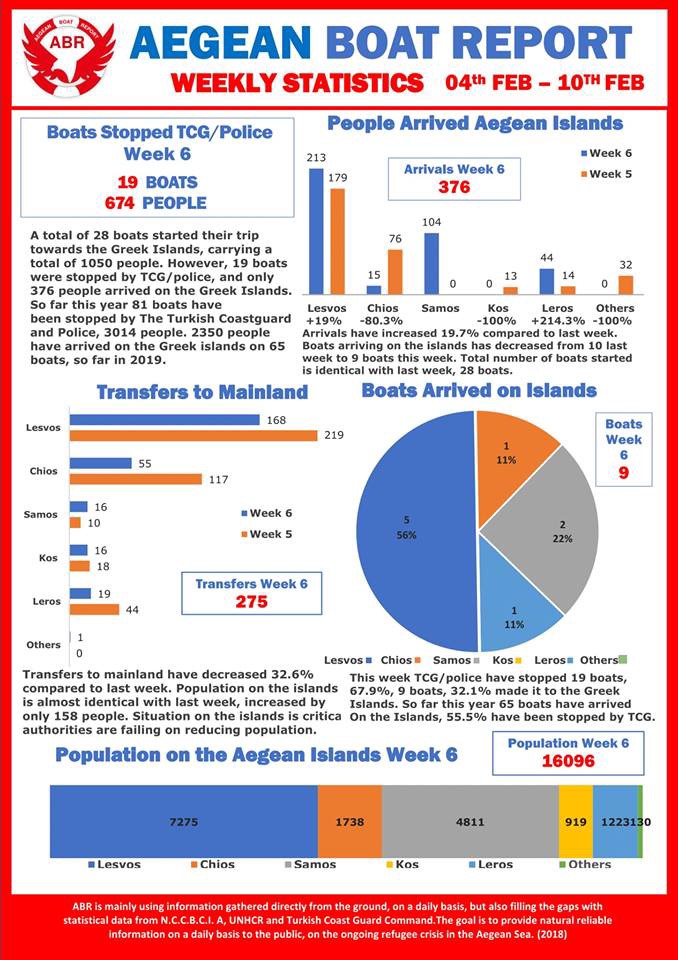 AEGEAN BOAT REPORT
ABR
AEGEAN BOAT REPORT
WEEKLY STATISTICS 04th FEB – 10TH FEB
Boats Stopped TCG/Police
Week 6
19 BOATS
674 PEOPLE
A total of 28 boats started their trip
towards the Greek Islands, carrying a
total of 1050 people. However, 19 boats
were stopped by TCG/police, and only
376 people arrived on the Greek Islands.
So far this year 81 boats have
been stopped by The Turkish Coastguard
and Police, 3014 people. 2350 people
have arrived on the Greek islands on 65
boats, so far in 2019.
People Arrived Aegean Islands
Week 6
Week 5
Arrivals Week 6
376
213
179
15
76
104
0
0
13
44
14
0
32
Lesvos Chios Samos Kos Leros Others
+19% -80.3% -100% +214.3% -100%
Arrivals have increased 19.7% compared to last week.
Boats arriving on the islands has decreased from 10 last
week to 9 boats this week. Total number of boats started
is identical with last week, 28 boats.
Transfers to Mainland
Lesvos
168
219
Chios
55
117
Samos
16
10
Kos
16
18
Leros
19
44
Others
1
0
Week 6
Week 5
Transfers Week 6
275
Transfers to mainland have decreased 32.6%
compared to last week. Population on the islands
is almost identical with last week, increased by
only 158 people. Situation on the islands is critica
authorities are failing on reducing population.
Boats Arrived on Islands
Boats
Week
6
9
1
11%
5
56%
2
22%
1
11%
Lesvos Chios Samos Kos Leros Others
This week TCG/police have stopped 19 boats,
67.9%, 9 boats, 32.1% made it to the Greek
Islands. So far this year 65 boats have arrived
On the Islands, 55.5% have been stopped by TCG.
Population on the Aegean Islands Week 6
Population Week 6
16096
7275 1738 4811 919 1223 130
Lesvos Chios Samos Kos Leros Others
ABR is mainly using information gathered directly from the ground, on a daily basis, but also filling the gaps with
statistical data from N.C.C.B.C.I. A, UNHCR and Turkish Coast Guard Command.The goal is to provide natural reliable
information on a daily basis to the public, on the ongoing refugee crisis in the Aegean Sea. (2018)